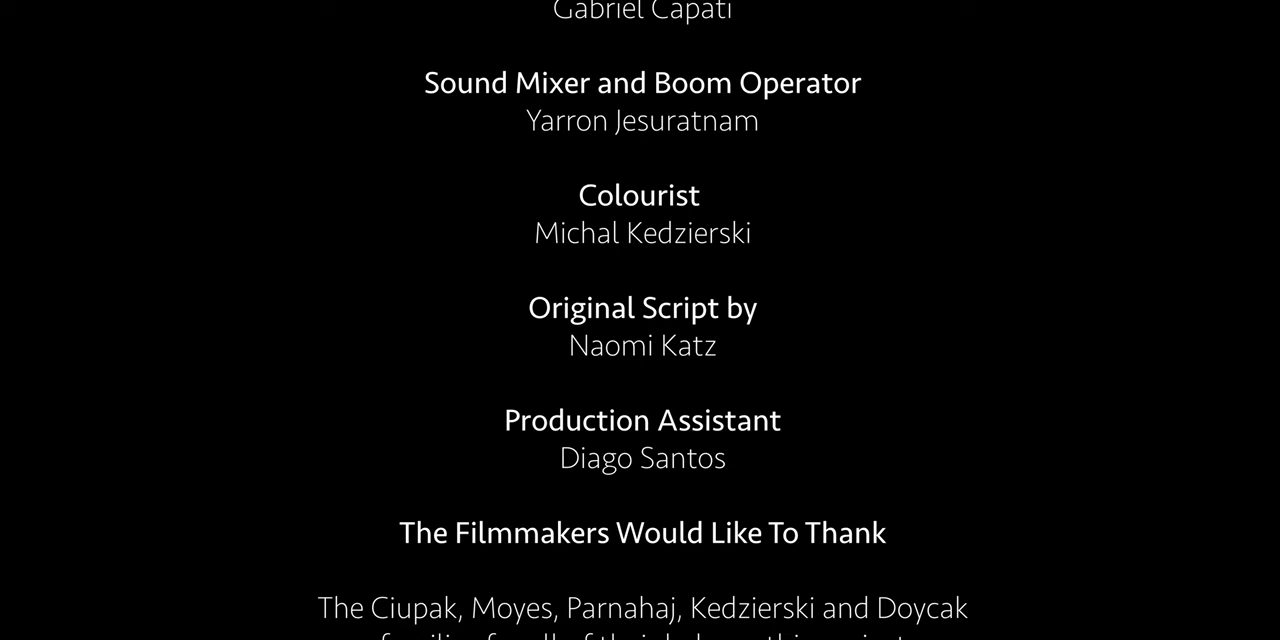 Gabriel Capati
Sound Mixer and Boom Operator
Yarron Jesuratnam
Colourist
Michal Kedzierski
Original Script by
Naomi Katz
Production Assistant
Diago Santos
The Filmmakers Would Like To Thank
The Ciupak, Moyes, Parnahaj, Kedzierski and Doycak